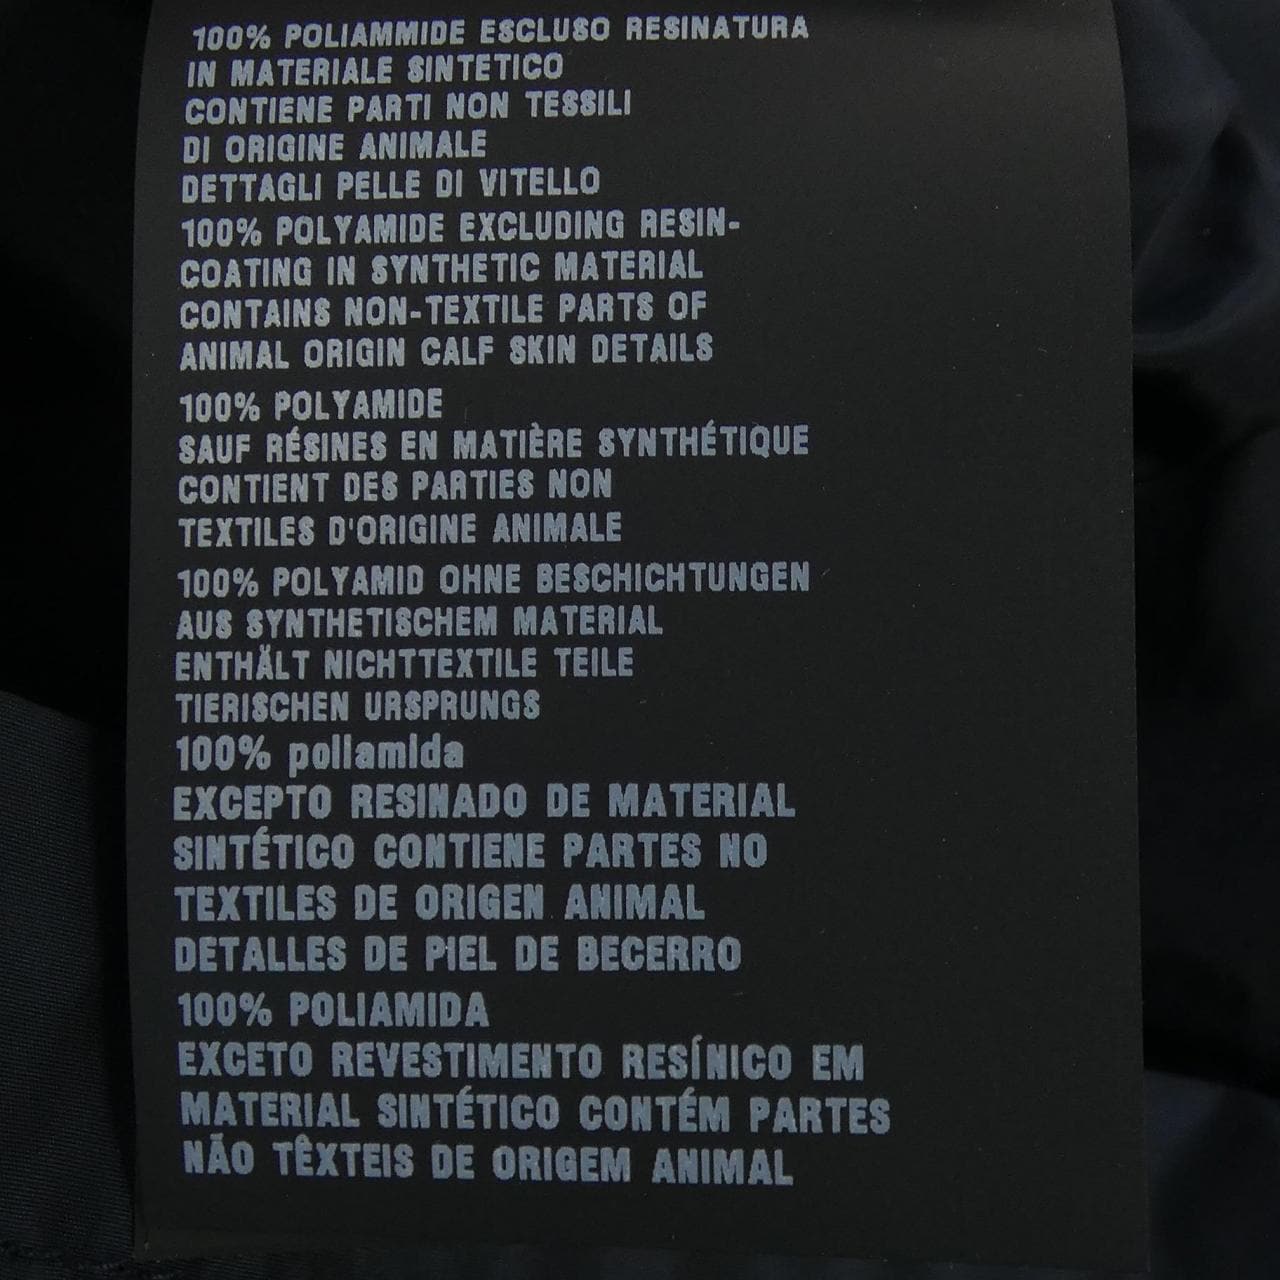 100% POLIAMMIDE ESCLUSO RESINATURA
IN MATERIALE SINTETICO
CONTIENE PARTI NON TESSILI
DI ORIGINE ANIMALE
DETTAGLI PELLE DI VITELLO
100% POLYAMIDE EXCLUDING RESIN-
COATING IN SYNTHETIC MATERIAL
CONTAINS NON-TEXTILE PARTS OF
ANIMAL ORIGIN CALF SKIN DETAILS
100% POLYAMIDE
SAUF RÉSINES EN MATIÈRE SYNTHÉTIQUE
CONTIENT DES PARTIES NON
TEXTILES D'ORIGINE ANIMALE
100% POLYAMID OHNE BESCHICHTUNGEN
AUS SYNTHETISCHEM MATERIAL
ENTHÄLT NICHTTEXTILE TEILE
TIERISCHEN URSPRUNGS
100% poliamida
EXCEPTO RESINADO DE MATERIAL
SINTÉTICO CONTIENE PARTES NO
TEXTILES DE ORIGEN ANIMAL
DETALLES DE PIEL DE BECERRO
100% POLIAMIDA
EXCETO REVESTIMENTO RESÍNICO EM
MATERIAL SINTÉTICO CONTÉM PARTES
NÃO TÊXTEIS DE ORIGEM ANIMAL